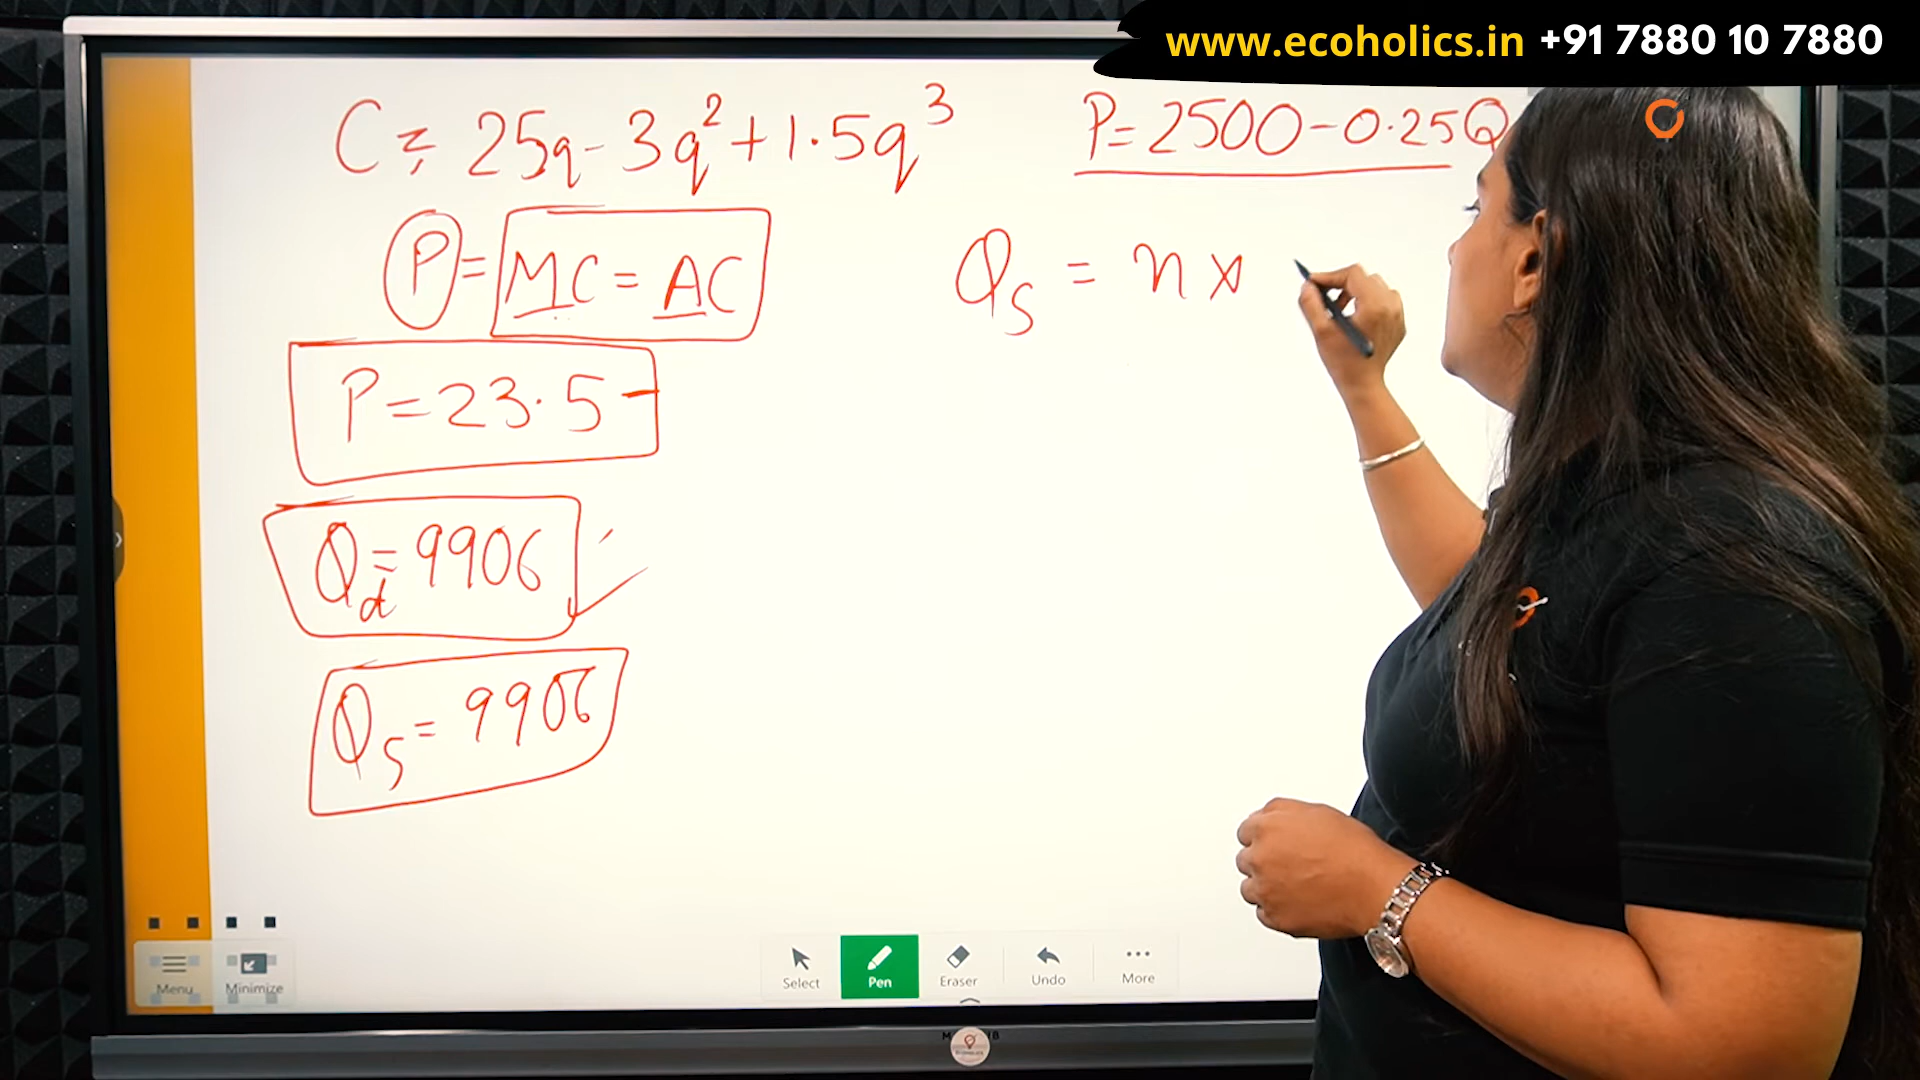 www.ecoholics.in +91 7880 10 7880
C = 25q - 3q² + 1.5q³
P = 2500 - 0.25Q
P = MC = AC
Qs = n ×
P = 23.5
Qd = 9906
Qs = 9906
Menu
Minimize
Select
Pen
Eraser
Undo
More